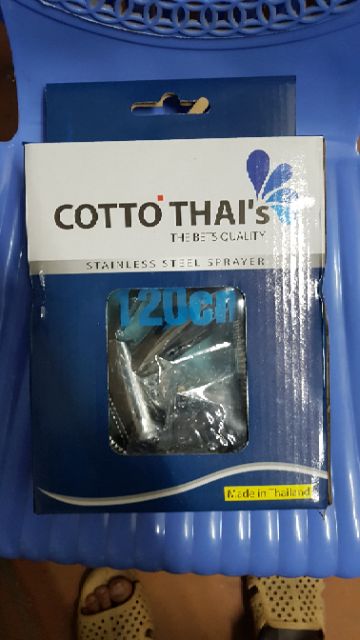 COTTO THAI's
THE BETS QUALITY
STAINLESS STEEL SPRAYER
120cm
Made in Thailand